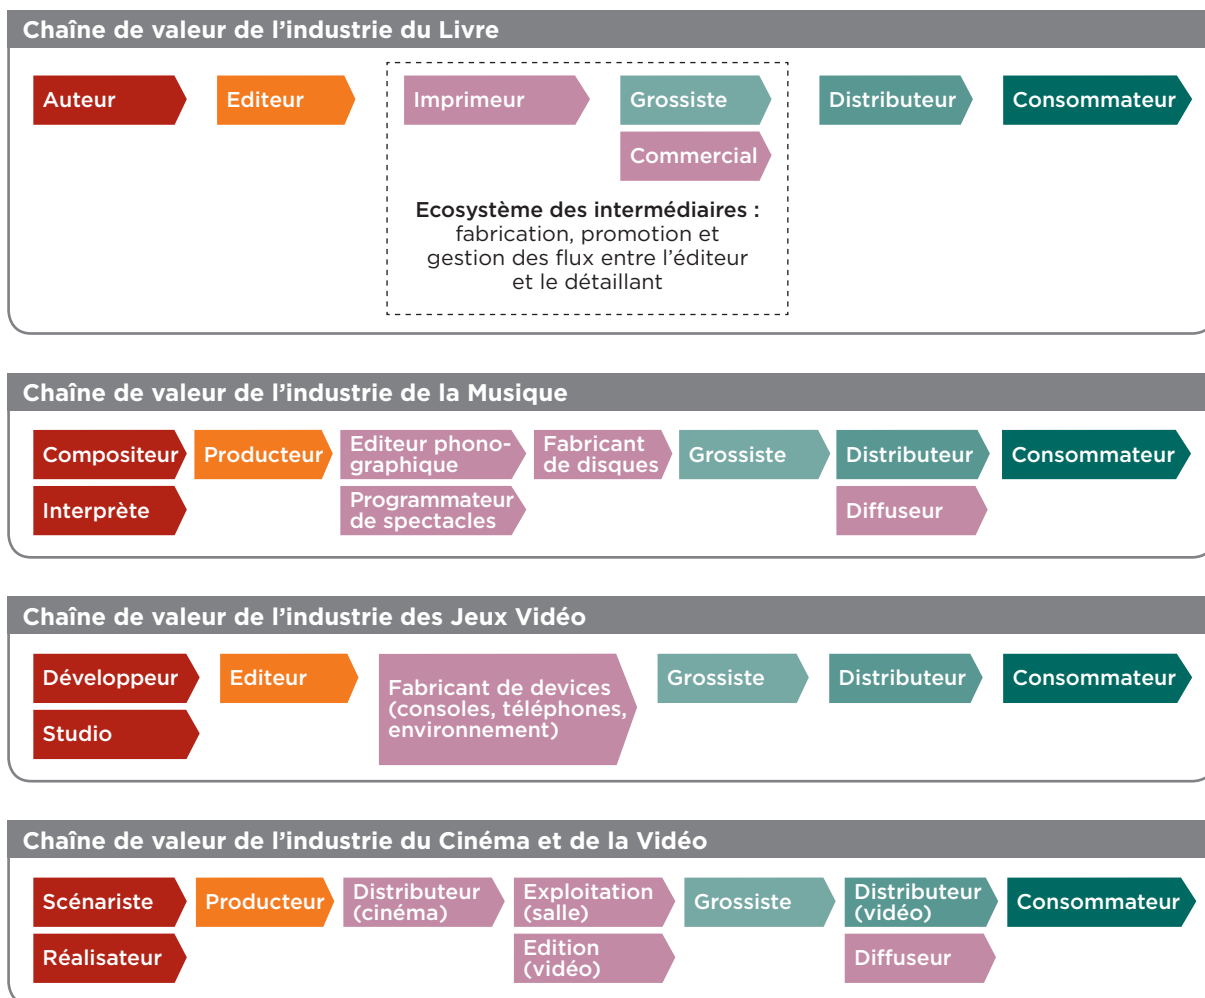 Chaîne de valeur de l’industrie du Livre
Auteur
Editeur
Imprimeur
Grossiste
Distributeur
Consommateur
Commercial
Ecosystème des intermédiaires :
fabrication, promotion et
gestion des flux entre l’éditeur
et le détaillant
Chaîne de valeur de l’industrie de la Musique
Compositeur
Producteur
Editeur phono-
graphique
Fabricant
de disques
Grossiste
Distributeur
Consommateur
Interprète
Programmateur
de spectacles
Diffuseur
Chaîne de valeur de l’industrie des Jeux Vidéo
Développeur
Editeur
Fabricant de devices
(consoles, téléphones,
environnement)
Grossiste
Distributeur
Consommateur
Studio
Chaîne de valeur de l’industrie du Cinéma et de la Vidéo
Scénariste
Producteur
Distributeur
(cinéma)
Exploitation
(salle)
Grossiste
Distributeur
(vidéo)
Consommateur
Réalisateur
Edition
(vidéo)
Diffuseur